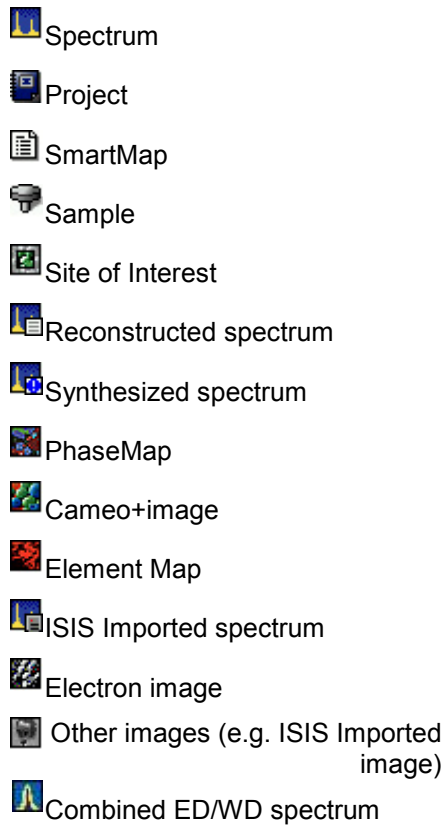 Spectrum
Project
SmartMap
Sample
Site of Interest
Reconstructed spectrum
Synthesized spectrum
PhaseMap
Cameo+image
Element Map
ISIS Imported spectrum
Electron image
Other images (e.g. ISIS Imported
image)
Combined ED/WD spectrum